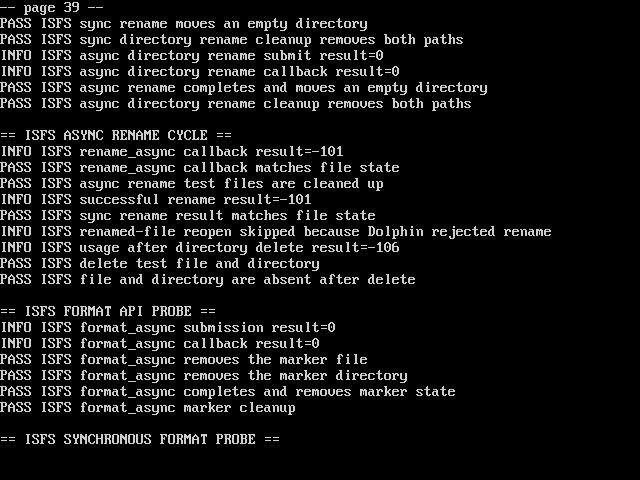 -- page 39 --
PASS ISFS sync rename moves an empty directory
PASS ISFS sync directory rename cleanup removes both paths
INFO ISFS async directory rename submit result=0
INFO ISFS async directory rename callback result=0
PASS ISFS async rename completes and moves an empty directory
PASS ISFS async directory rename cleanup removes both paths
== ISFS ASYNC RENAME CYCLE ==
INFO ISFS rename_async callback result=-101
PASS ISFS rename_async callback matches file state
PASS ISFS async rename test files are cleaned up
INFO ISFS successful rename result=-101
PASS ISFS sync rename result matches file state
INFO ISFS renamed-file reopen skipped because Dolphin rejected rename
INFO ISFS usage after directory delete result=-106
PASS ISFS delete test file and directory
PASS ISFS file and directory are absent after delete
== ISFS FORMAT API PROBE ==
INFO ISFS format_async submission result=0
INFO ISFS format_async callback result=0
PASS ISFS format_async removes the marker file
PASS ISFS format_async removes the marker directory
PASS ISFS format_async completes and removes marker state
PASS ISFS format_async marker cleanup
== ISFS SYNCHRONOUS FORMAT PROBE ==